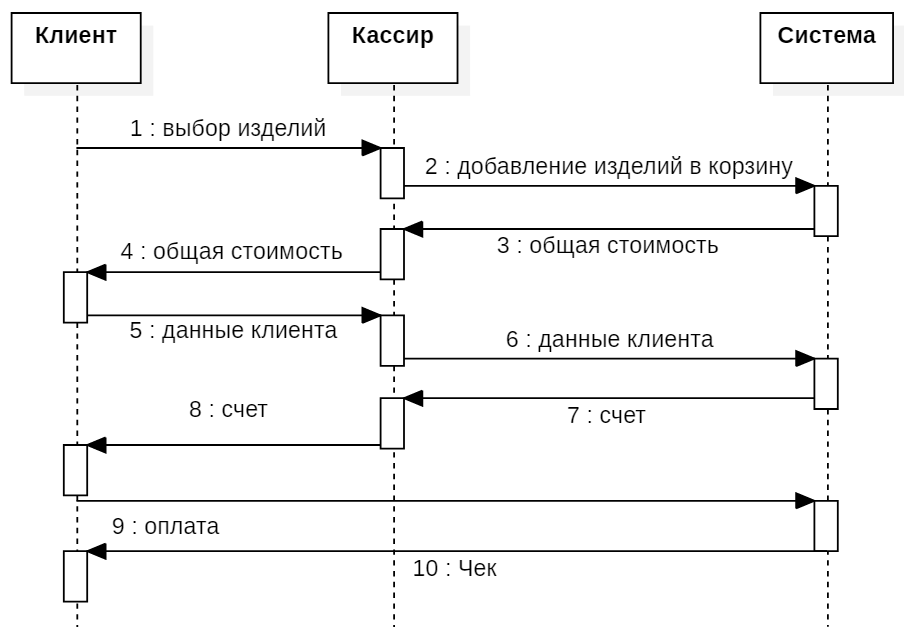 Клиент
Кассир
Система
1 : выбор изделий
2 : добавление изделий в корзину
3 : общая стоимость
4 : общая стоимость
5 : данные клиента
6 : данные клиента
7 : счет
8 : счет
9 : оплата
10 : Чек